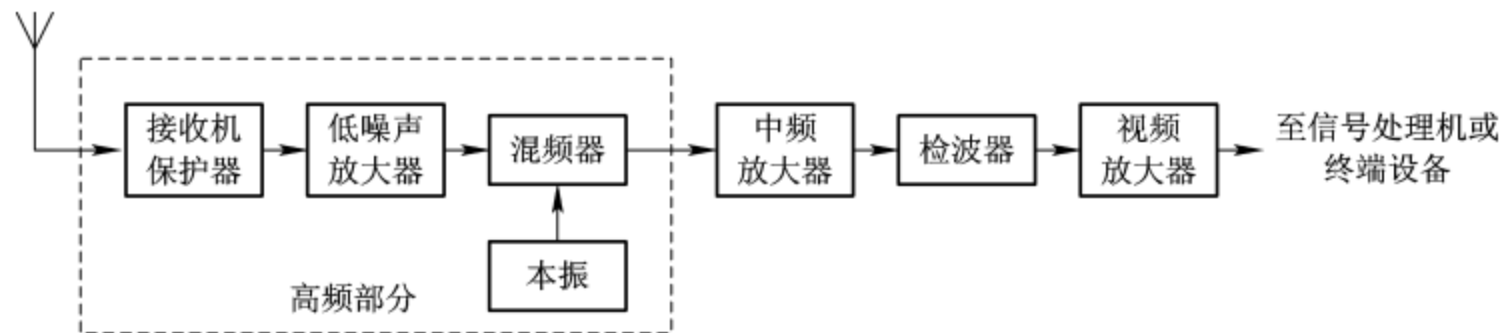 接收机
保护器
低噪声
放大器
混频器
本振
高频部分
中频
放大器
检波器
视频
放大器
至信号处理机或
终端设备